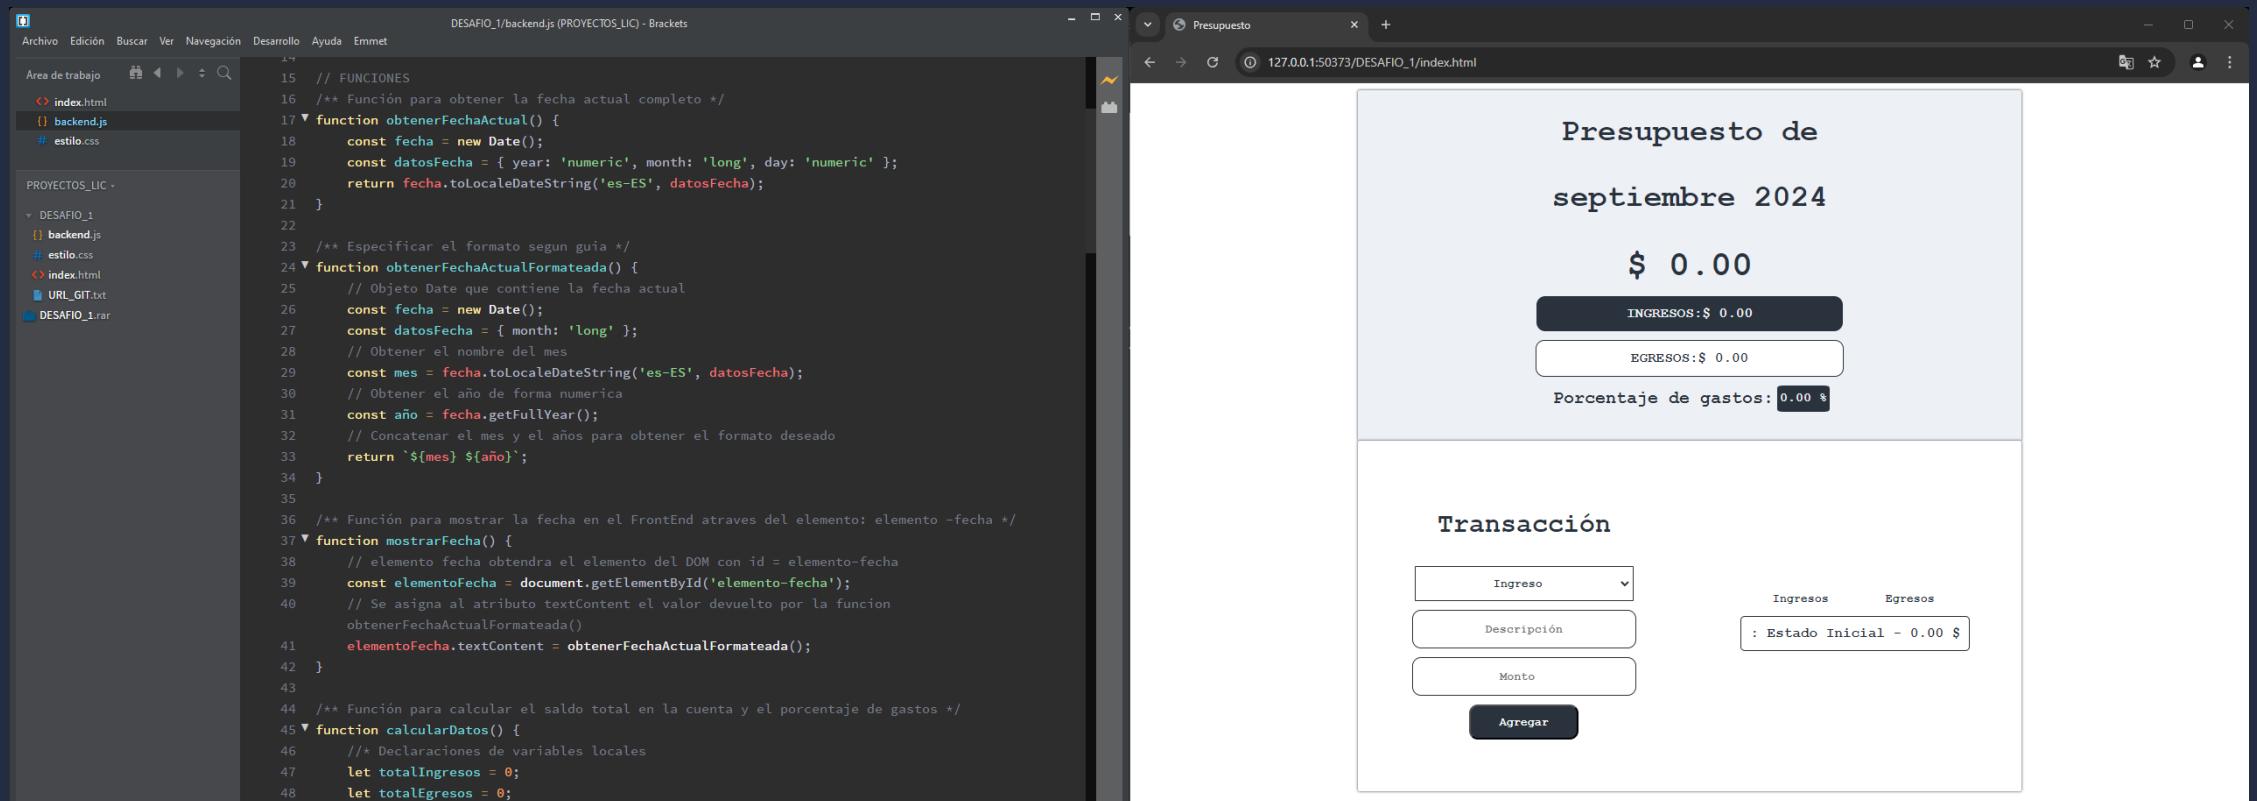 DESAFIO_1/backend.js (PROYECTOS_LIC) - Brackets
Archivo Edición Buscar Ver Navegación Desarrollo Ayuda Emmet
Área de trabajo
index.html
backend.js
estilo.css
PROYECTOS_LIC
DESAFIO_1
backend.js
estilo.css
index.html
URL_GIT.txt
DESAFIO_1.rar
14
15 // FUNCIONES
16 /** Función para obtener la fecha actual completo */
17 function obtenerFechaActual() {
18 const fecha = new Date();
19 const datosFecha = { year: 'numeric', month: 'long', day: 'numeric' };
20 return fecha.toLocaleDateString('es-ES', datosFecha);
21 }
22
23 /** Especificar el formato segun guia */
24 function obtenerFechaActualFormateada() {
25 // Objeto Date que contiene la fecha actual
26 const fecha = new Date();
27 const datosFecha = { month: 'long' };
28 // Obtener el nombre del mes
29 const mes = fecha.toLocaleDateString('es-ES', datosFecha);
30 // Obtener el año de forma numerica
31 const año = fecha.getFullYear();
32 // Concatenar el mes y el años para obtener el formato deseado
33 return `${mes} ${año}`;
34 }
35
36 /** Función para mostrar la fecha en el FrontEnd atraves del elemento: elemento -fecha */
37 function mostrarFecha() {
38 // elemento fecha obtendra el elemento del DOM con id = elemento-fecha
39 const elementoFecha = document.getElementById('elemento-fecha');
40 // Se asigna al atributo textContent el valor devuelto por la funcion
obtenerFechaActualFormateada()
41 elementoFecha.textContent = obtenerFechaActualFormateada();
42 }
43
44 /** Función para calcular el saldo total en la cuenta y el porcentaje de gastos */
45 function calcularDatos() {
46 //* Declaraciones de variables locales
47 let totalIngresos = 0;
48 let totalEgresos = 0;
Presupuesto
127.0.0.1:50373/DESAFIO_1/index.html
Presupuesto de
septiembre 2024
$ 0.00
INGRESOS:$ 0.00
EGRESOS:$ 0.00
Porcentaje de gastos: 0.00 %
Transacción
Ingreso
Descripción
Monto
Agregar
Ingresos Egresos
: Estado Inicial - 0.00 $